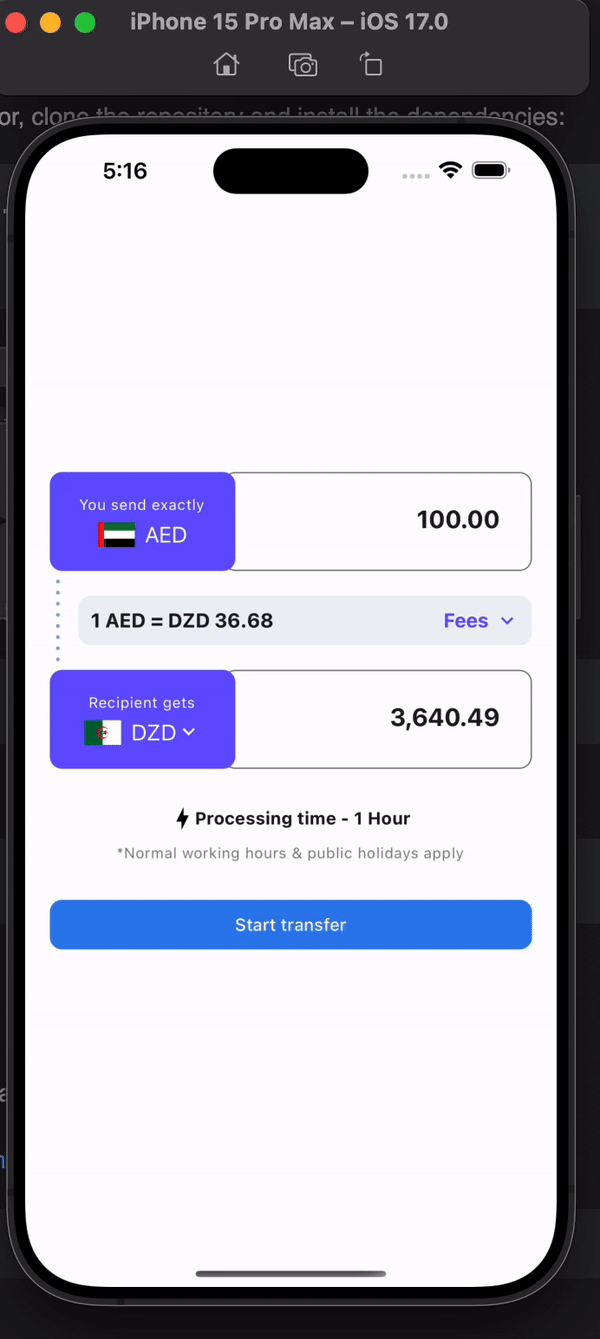 iPhone 15 Pro Max – iOS 17.0
or, clone the repository and install the dependencies:
5:16
You send exactly
AED
100.00
1 AED = DZD 36.68
Fees
Recipient gets
DZD
3,640.49
Processing time - 1 Hour
*Normal working hours & public holidays apply
Start transfer